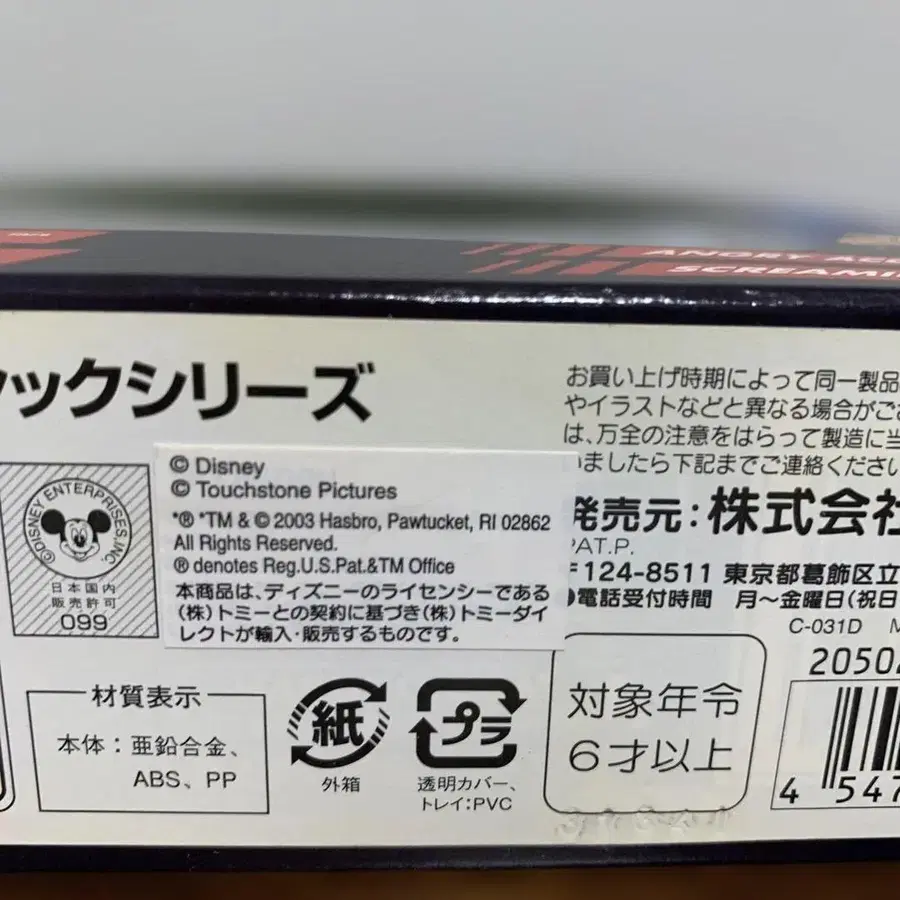 ANGRY
SCREAMI
ックシリーズ
お買い上げ時期によって同一製品
やイラストなどと異なる場合がご
は、万全の注意をはらって製造に当
いましたら下記までご連絡ください
発売元：株式会社
PAT.P.
〒124-8511 東京都葛飾区立
●電話受付時間 月〜金曜日(祝日
C-031D M
2050
©DISNEY ENTERPRISES, INC.
日本国内
販売許可
099
© Disney
© Touchstone Pictures
*® *TM & © 2003 Hasbro, Pawtucket, RI 02862
All Rights Reserved.
® denotes Reg.U.S.Pat.&TM Office
本商品は、ディズニーのライセンシーである
(株)トミーとの契約に基づき(株)トミーダイ
レクトが輸入・販売するものです。
材質表示
本体：亜鉛合金、
ABS、PP
紙
外箱
プラ
透明カバー、
トレイ:PVC
対象年令
6才以上
4 547